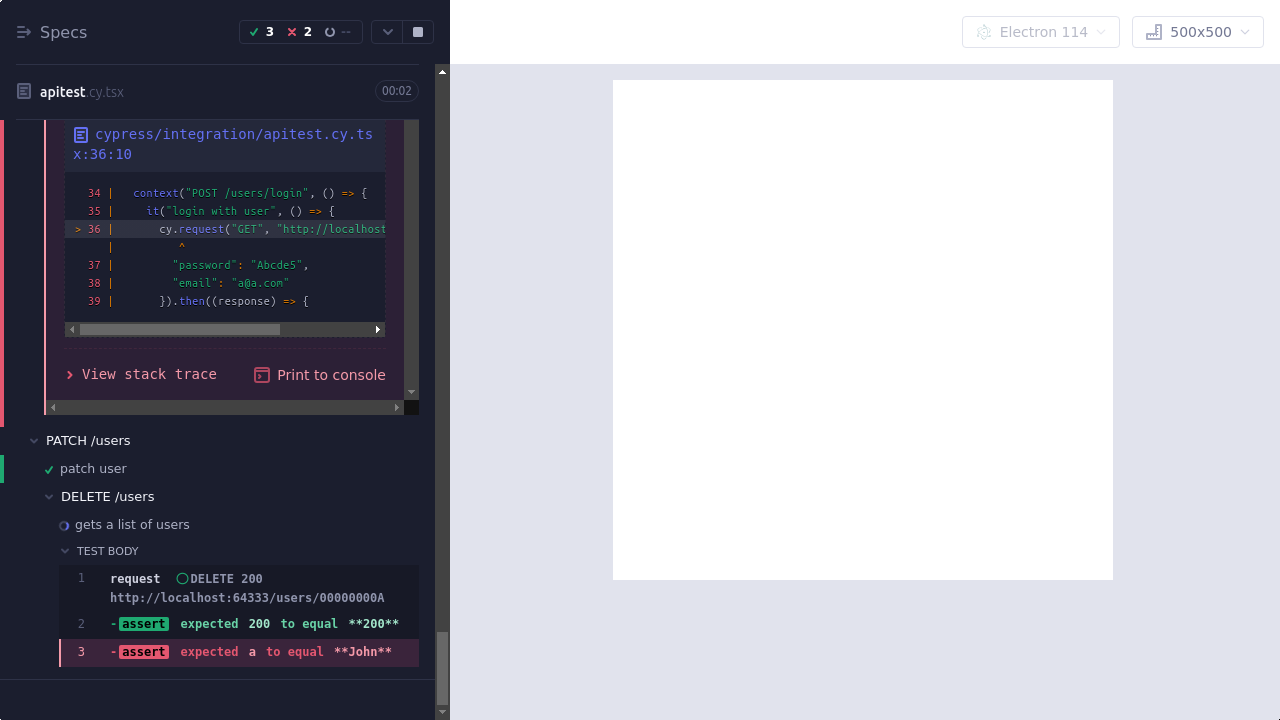 Specs
3
2
--
Electron 114
500x500
apitest.cy.tsx
00:02
cypress/integration/apitest.cy.ts
x:36:10
34 | context("POST /users/login", () => {
35 | it("login with user", () => {
> 36 | cy.request("GET", "http://localhost
| ^
37 | "password": "Abcde5",
38 | "email": "a@a.com"
39 | }).then((response) => {
View stack trace
Print to console
PATCH /users
patch user
DELETE /users
gets a list of users
TEST BODY
1 request DELETE 200
http://localhost:64333/users/00000000A
2 -assert expected 200 to equal **200**
3 -assert expected a to equal **John**